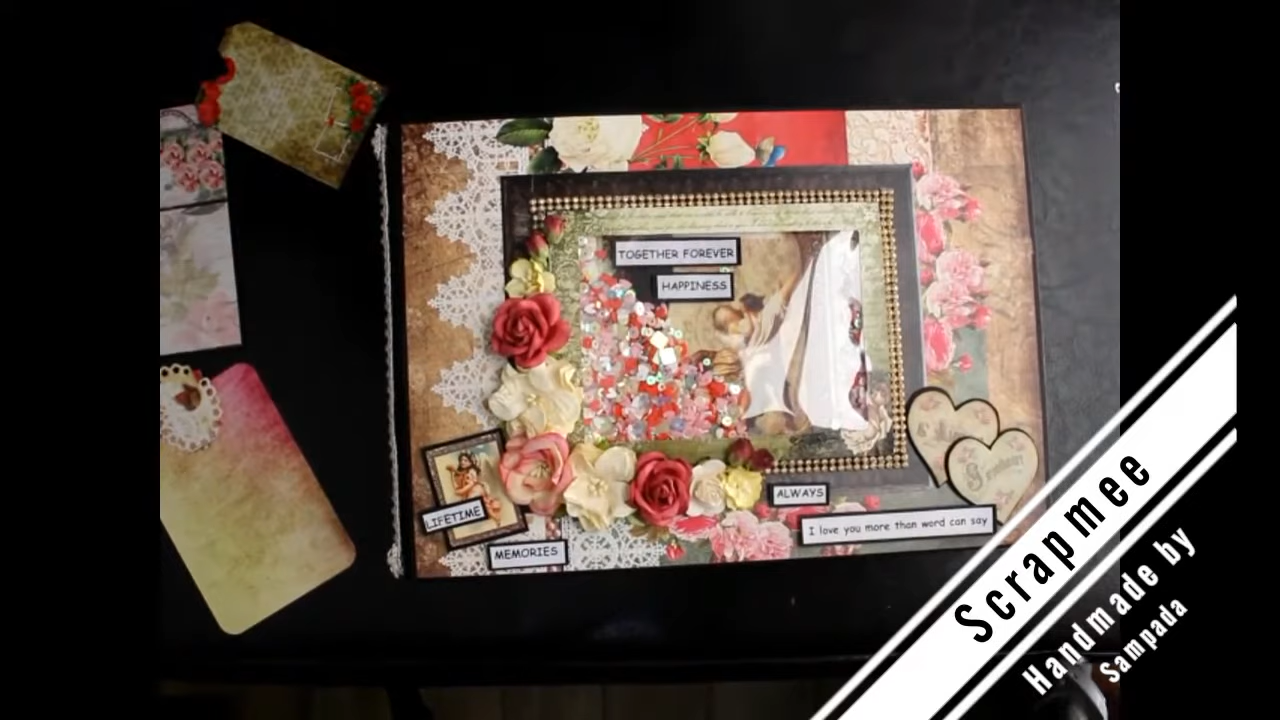 TOGETHER FOREVER
HAPPINESS
LIFETIME
MEMORIES
ALWAYS
I love you more than word can say
Scrapmee
Handmade by
Sampada